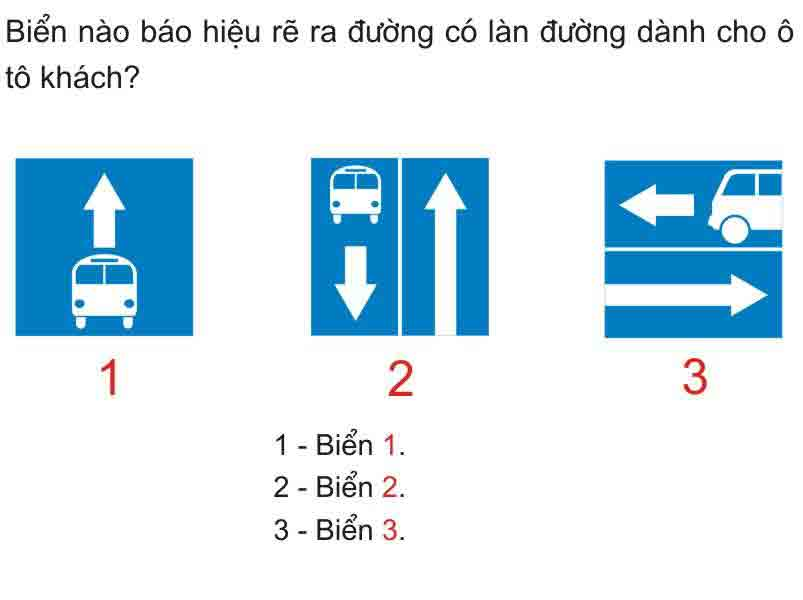 Biển nào báo hiệu rẽ ra đường có làn đường dành cho ô
tô khách?
1 2 3
1 - Biển 1.
2 - Biển 2.
3 - Biển 3.